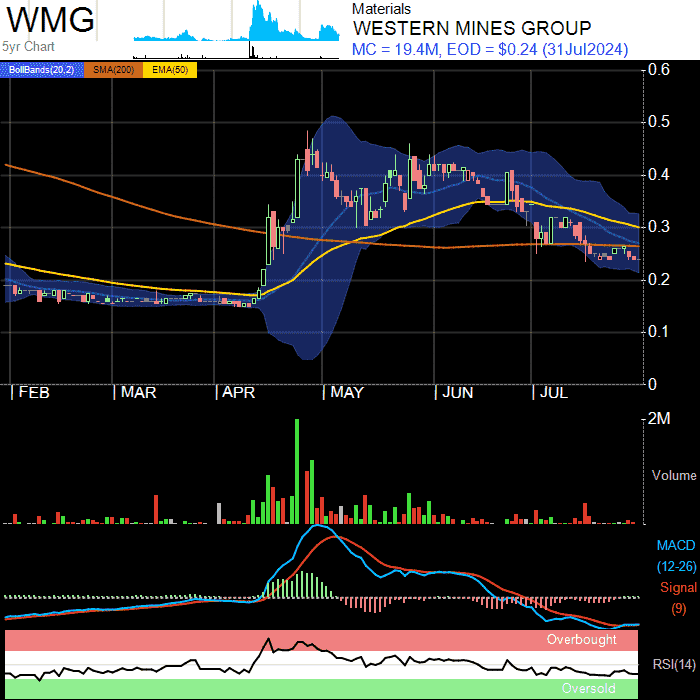 WMG
5yr Chart
Materials
WESTERN MINES GROUP
MC = 19.4M, EOD = $0.24 (31Jul2024)
BollBands(20,2) SMA(200) EMA(50)
0.6
0.5
0.4
0.3
0.2
0.1
0
FEB MAR APR MAY JUN JUL
2M
Volume
MACD
(12-26)
Signal
(9)
Overbought
RSI(14)
Oversold